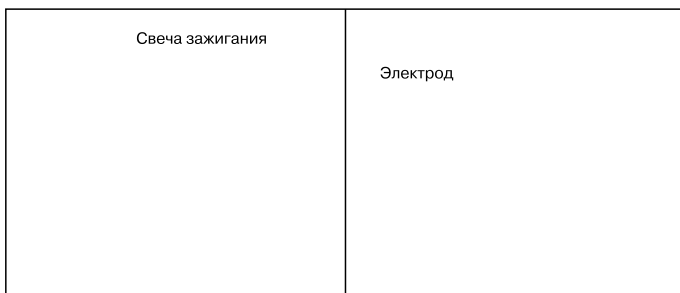 Свеча зажигания
Электрод